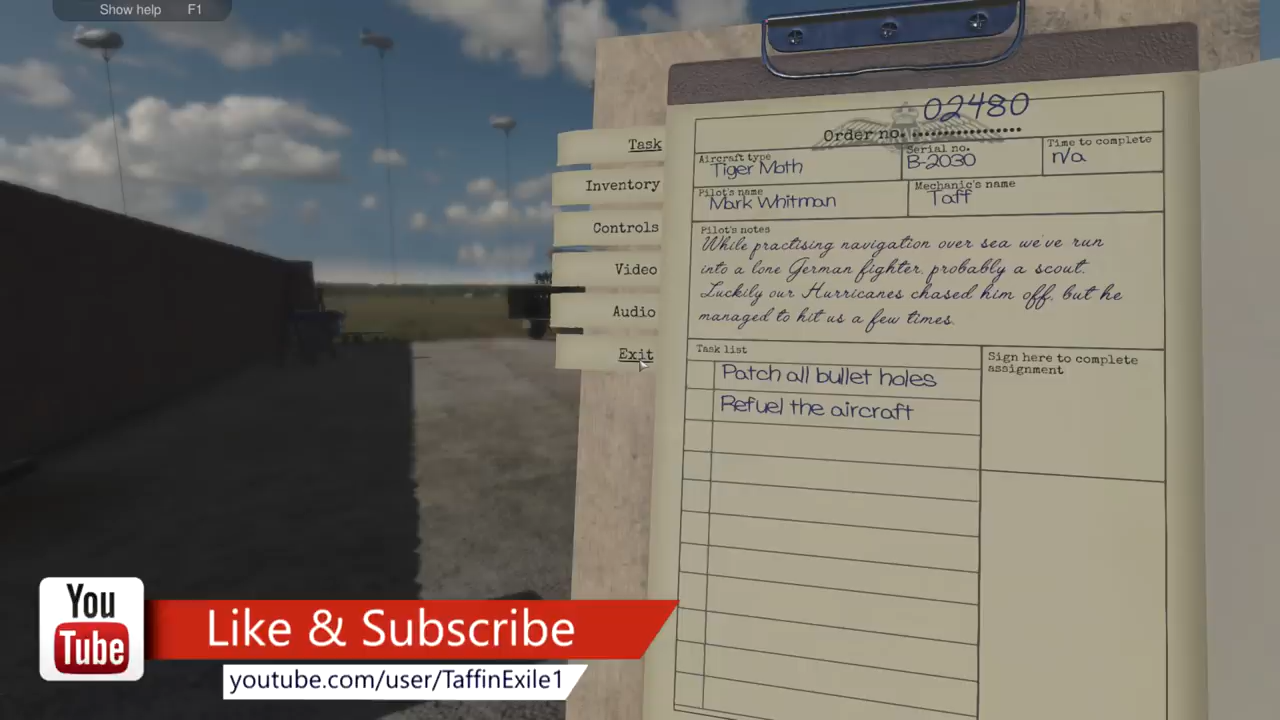 Show help F1
Task
Inventory
Controls
Video
Audio
Exit
02480
Order no.
Aircraft type
Tiger Moth
Serial no.
B-2030
Time to complete
n/a
Pilot's name
Mark Whitman
Mechanic's name
Taff
Pilot's notes
While practising navigation over sea we've run
into a lone German fighter, probably a scout.
Luckily our Hurricanes chased him off, but he
managed to hit us a few times.
Task list
Patch all bullet holes
Refuel the aircraft
Sign here to complete
assignment
You
Tube
Like & Subscribe
youtube.com/user/TaffinExile1